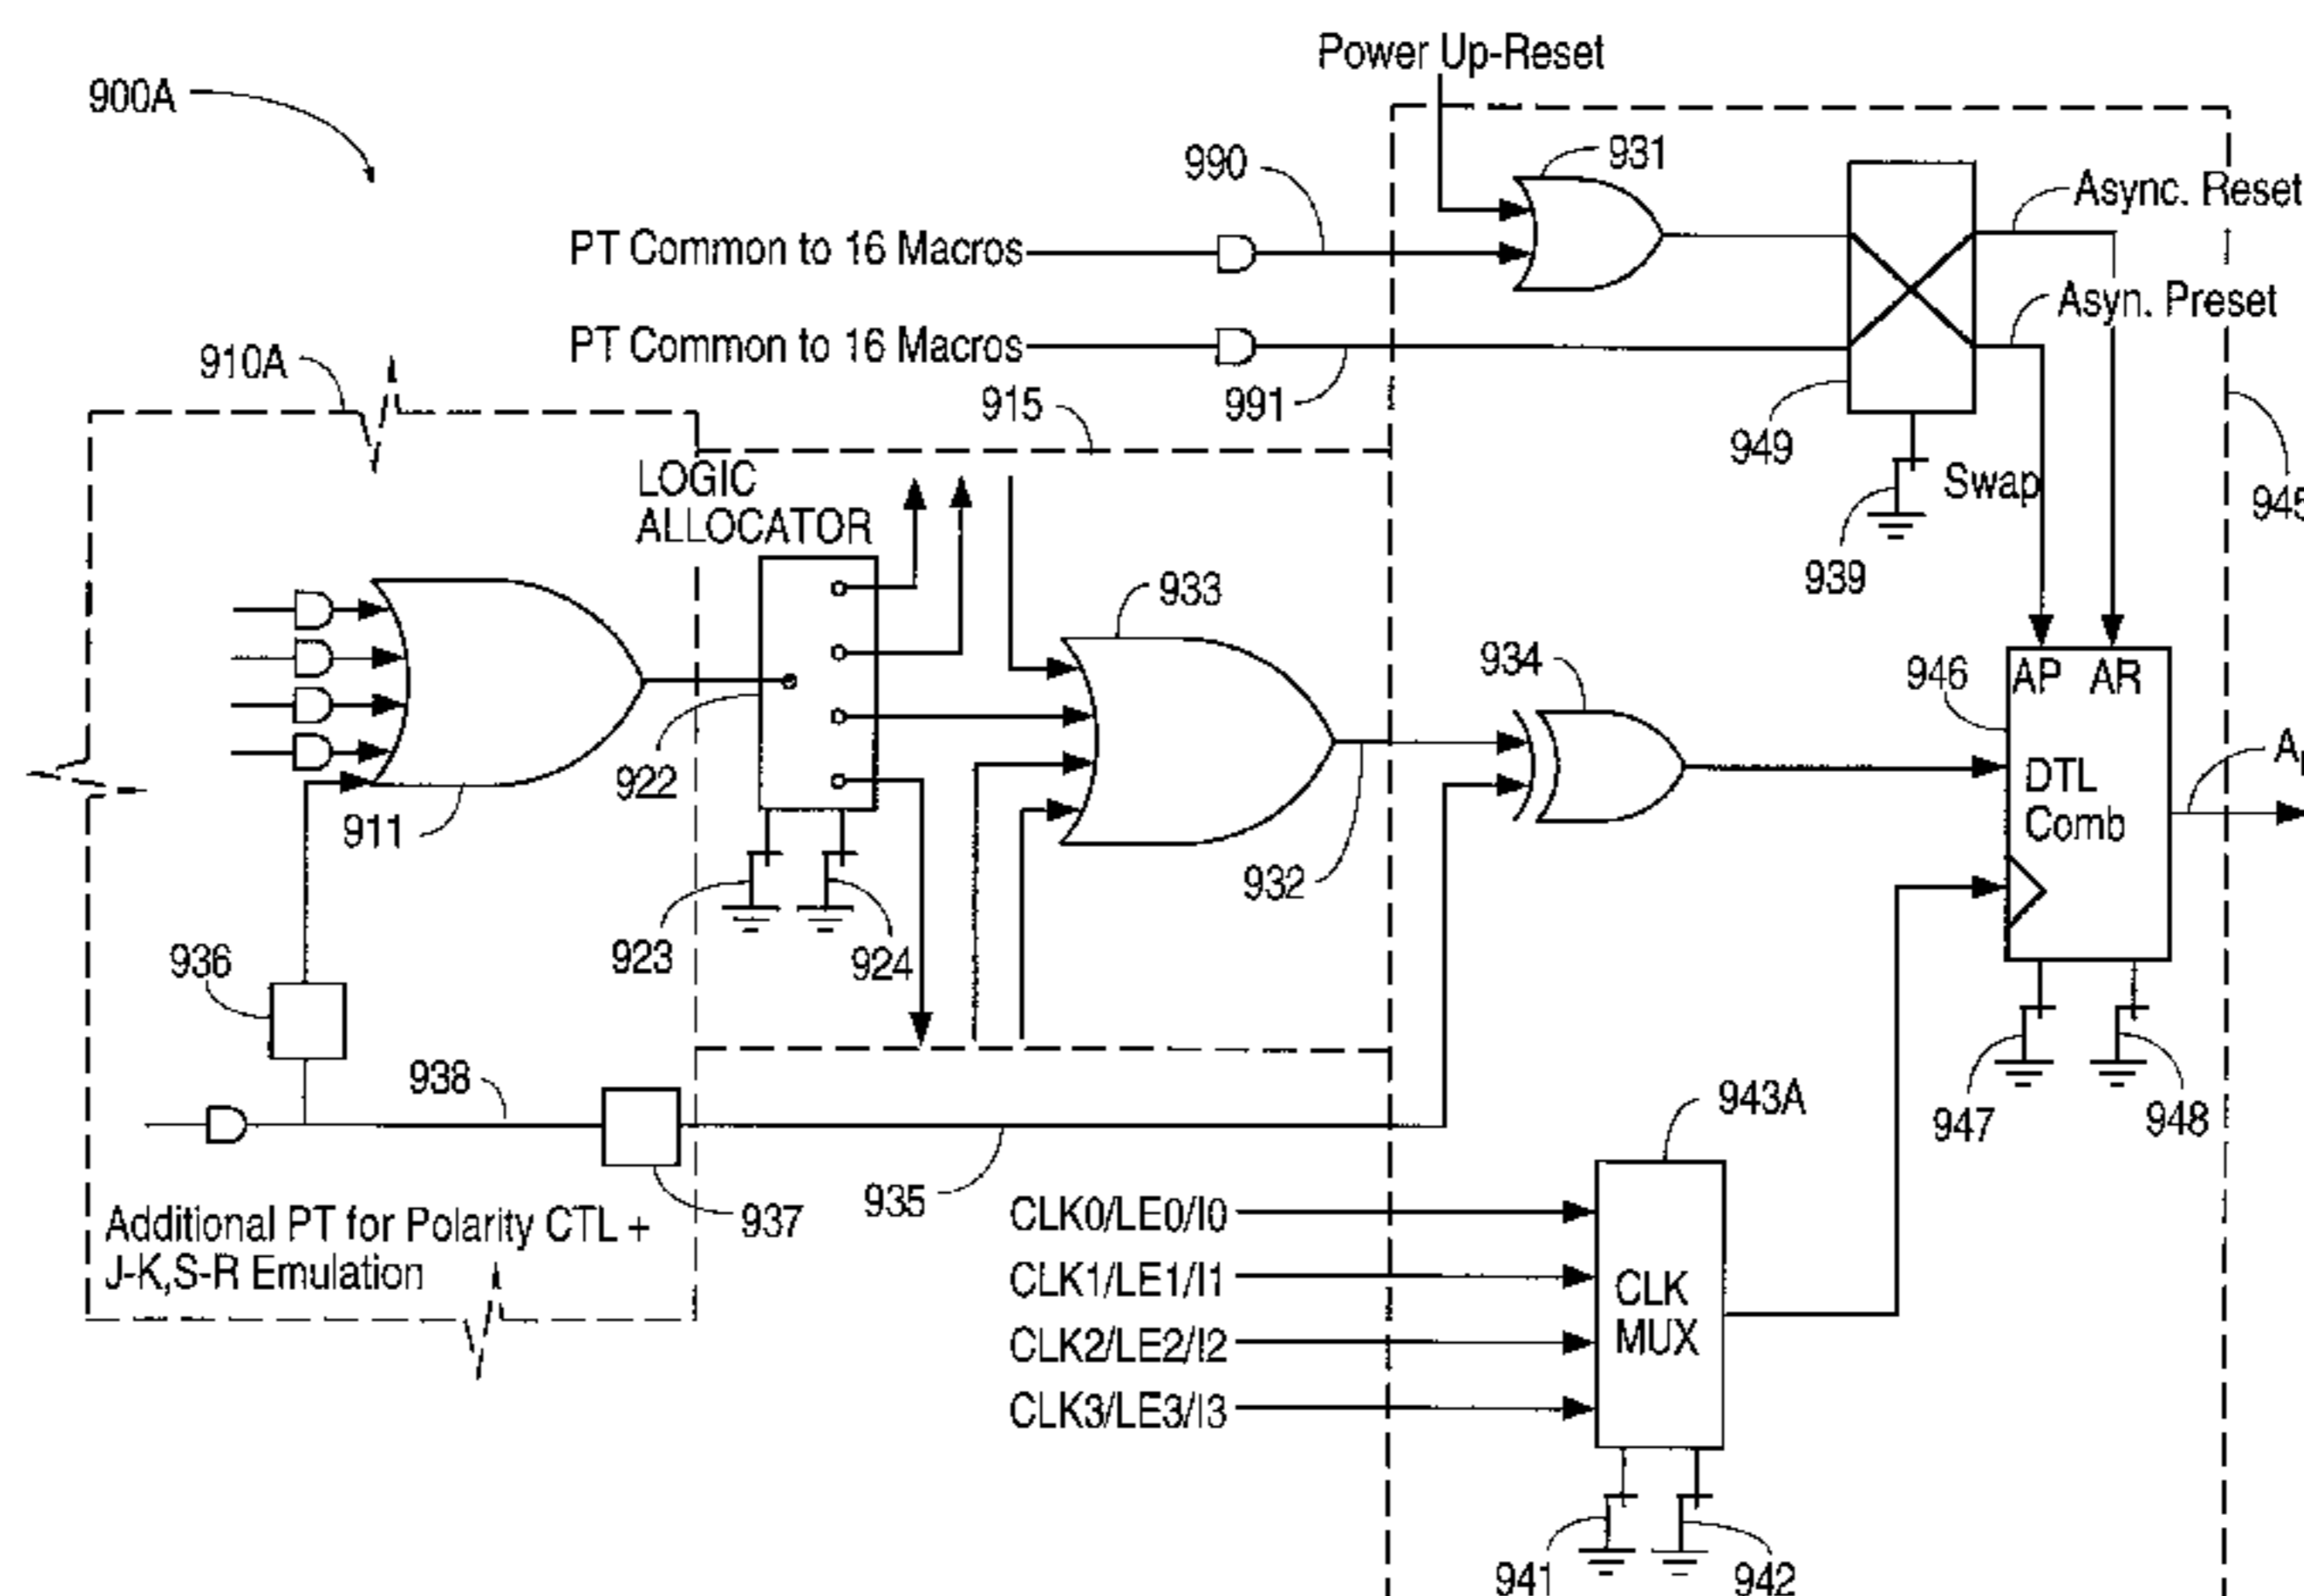 Power Up-Reset
900A
931
990
Async. Reset
PT Common to 16 Macros
Asyn. Preset
PT Common to 16 Macros
910A
915
991
949
LOGIC
ALLOCATOR
Swap
945
939
933
934
946
AP AR
922
DTL
Comb
911
932
923
924
936
938
943A
947
948
935
937
CLK0/LE0/I0
Additional PT for Polarity CTL +
J-K,S-R Emulation
CLK1/LE1/I1
CLK
MUX
CLK2/LE2/I2
CLK3/LE3/I3
941
942